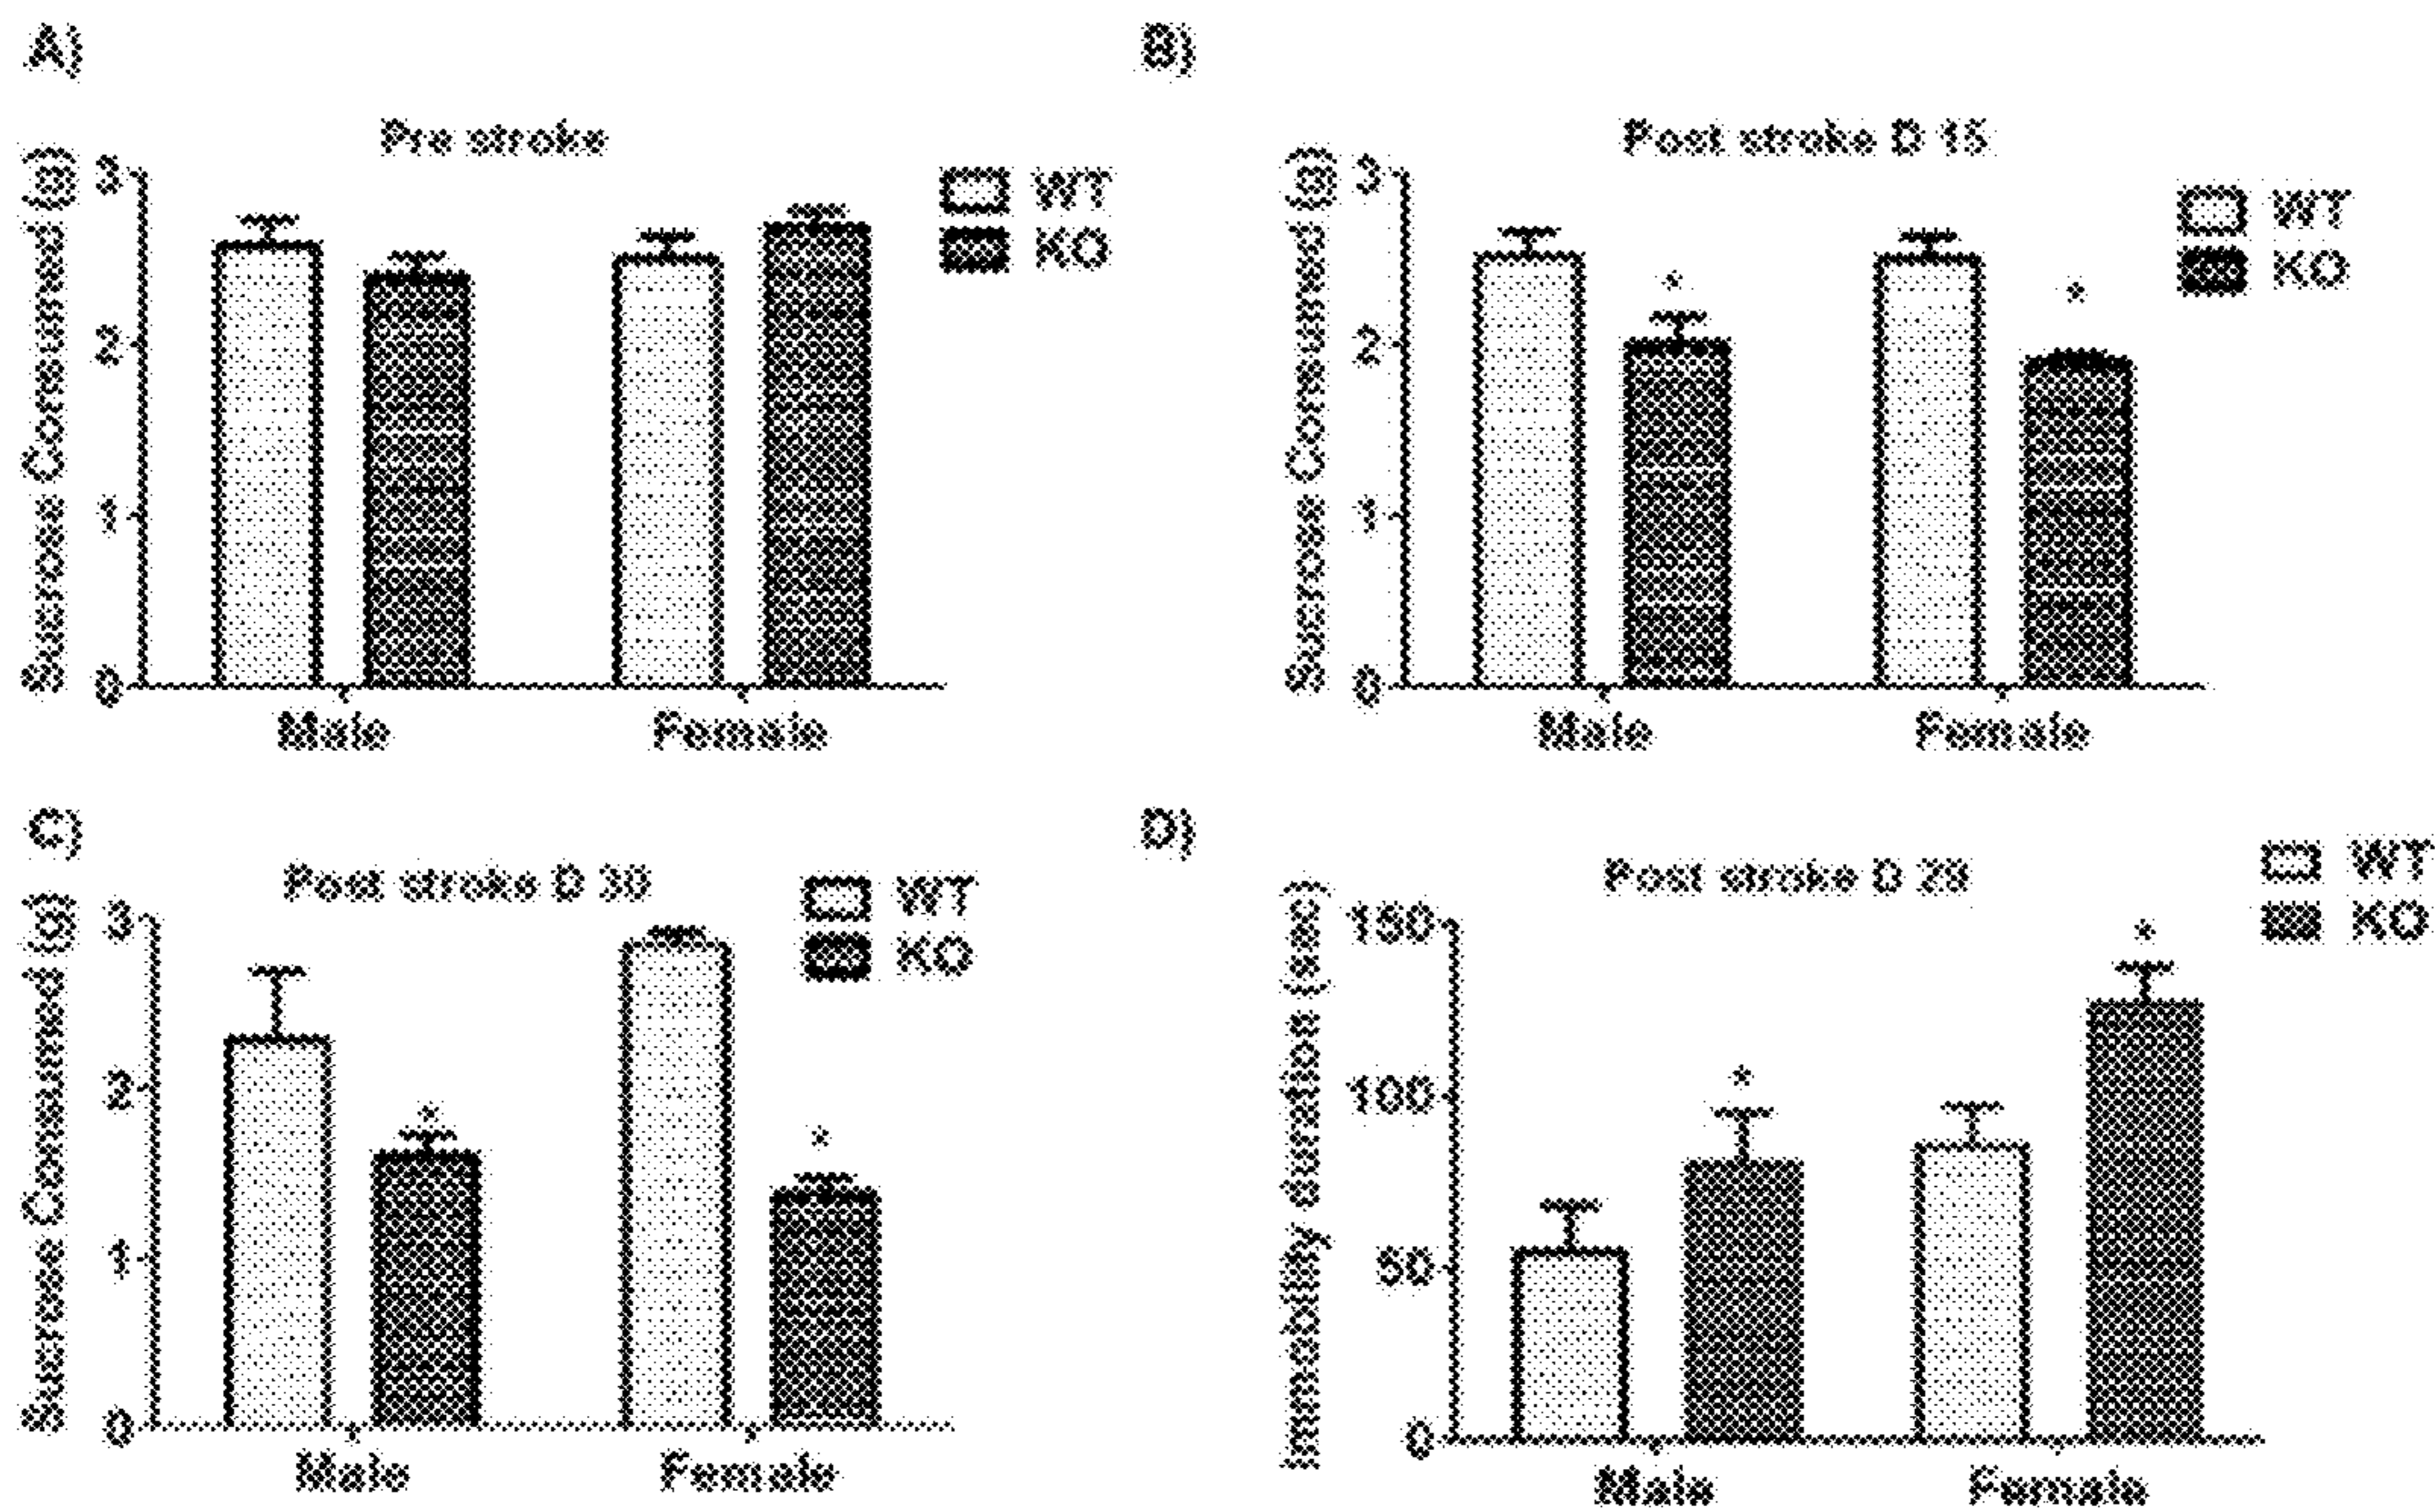 A)
Pre stroke
Sucrose Consumed (g)
3
2
1
0
WT
KO
Male
Female
B)
Post stroke D 15
Sucrose Consumed (g)
3
2
1
0
WT
KO
*
*
Male
Female
C)
Post stroke D 30
Sucrose Consumed (g)
3
2
1
0
WT
KO
*
*
Male
Female
D)
Post stroke D
Immobility duration (sec)
150
100
50
0
WT
KO
*
*
Male
Female